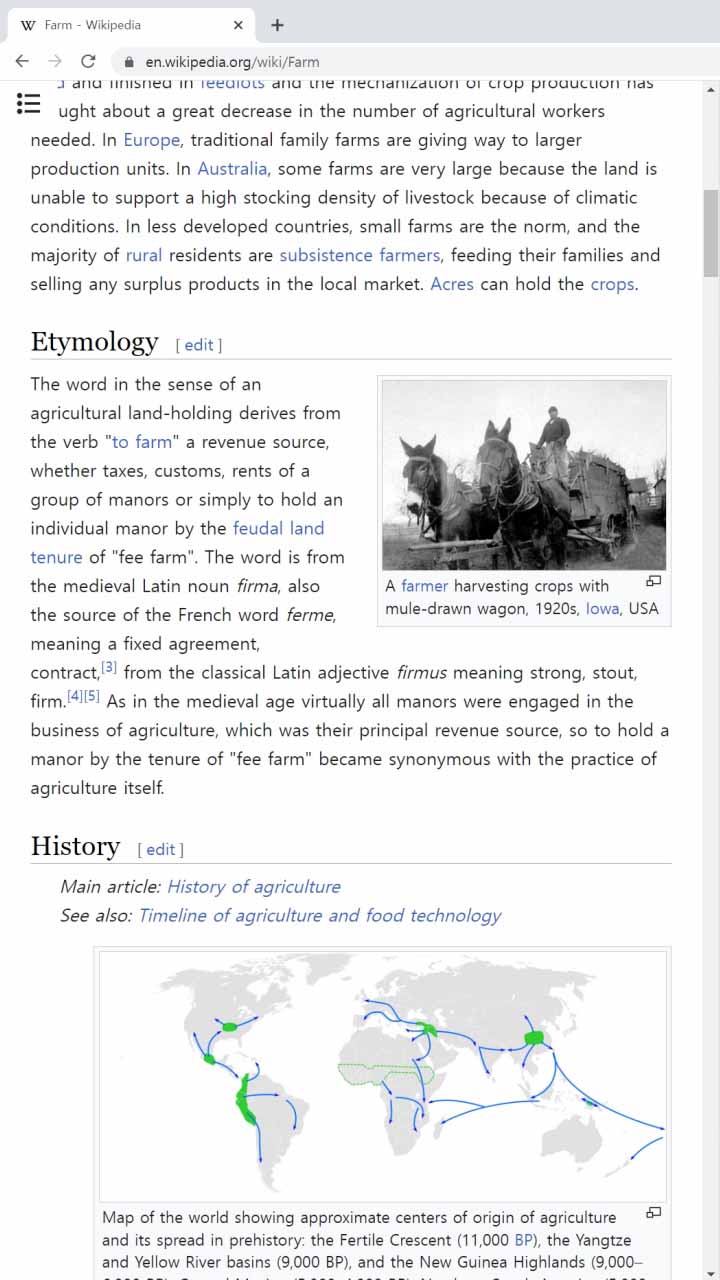 Farm - Wikipedia
en.wikipedia.org/wiki/Farm
and finished in feedlots and the mechanization of crop production has
ught about a great decrease in the number of agricultural workers
needed. In Europe, traditional family farms are giving way to larger
production units. In Australia, some farms are very large because the land is
unable to support a high stocking density of livestock because of climatic
conditions. In less developed countries, small farms are the norm, and the
majority of rural residents are subsistence farmers, feeding their families and
selling any surplus products in the local market. Acres can hold the crops.
Etymology [ edit ]
The word in the sense of an
agricultural land-holding derives from
the verb "to farm" a revenue source,
whether taxes, customs, rents of a
group of manors or simply to hold an
individual manor by the feudal land
tenure of "fee farm". The word is from
the medieval Latin noun firma, also
the source of the French word ferme,
meaning a fixed agreement,
contract,[3] from the classical Latin adjective firmus meaning strong, stout,
firm.[4][5] As in the medieval age virtually all manors were engaged in the
business of agriculture, which was their principal revenue source, so to hold a
manor by the tenure of "fee farm" became synonymous with the practice of
agriculture itself.
A farmer harvesting crops with
mule-drawn wagon, 1920s, Iowa, USA
History [ edit ]
Main article: History of agriculture
See also: Timeline of agriculture and food technology
Map of the world showing approximate centers of origin of agriculture
and its spread in prehistory: the Fertile Crescent (11,000 BP), the Yangtze
and Yellow River basins (9,000 BP), and the New Guinea Highlands (9,000–